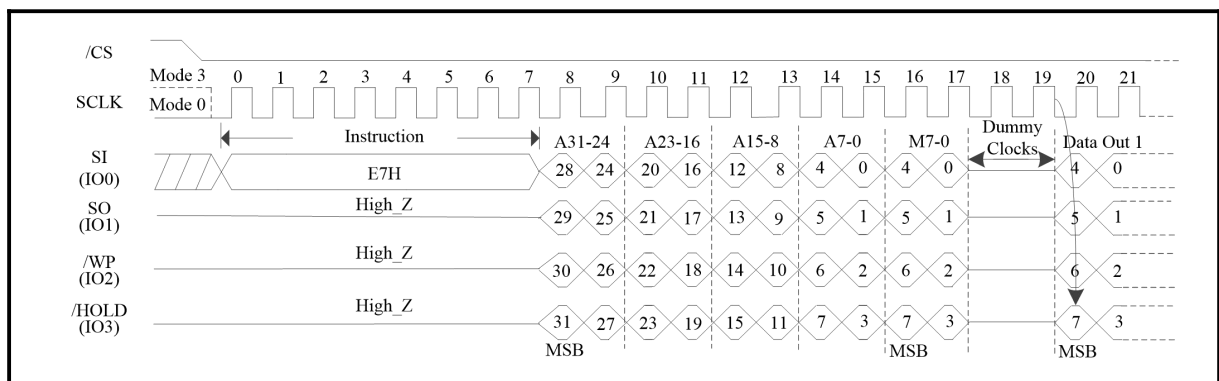 /CS
Mode 3 0 1 2 3 4 5 6 7 8 9 10 11 12 13 14 15 16 17 18 19 20 21
SCLK Mode 0
Instruction A31-24 A23-16 A15-8 A7-0 M7-0 Dummy Clocks Data Out 1
SI
(IO0) E7H 28 24 20 16 12 8 4 0 4 0 4 0
High_Z
SO
(IO1) 29 25 21 17 13 9 5 1 5 1 5 1
High_Z
/WP
(IO2) 30 26 22 18 14 10 6 2 6 2 6 2
High_Z
/HOLD
(IO3) 31 27 23 19 15 11 7 3 7 3 7 3
MSB MSB MSB